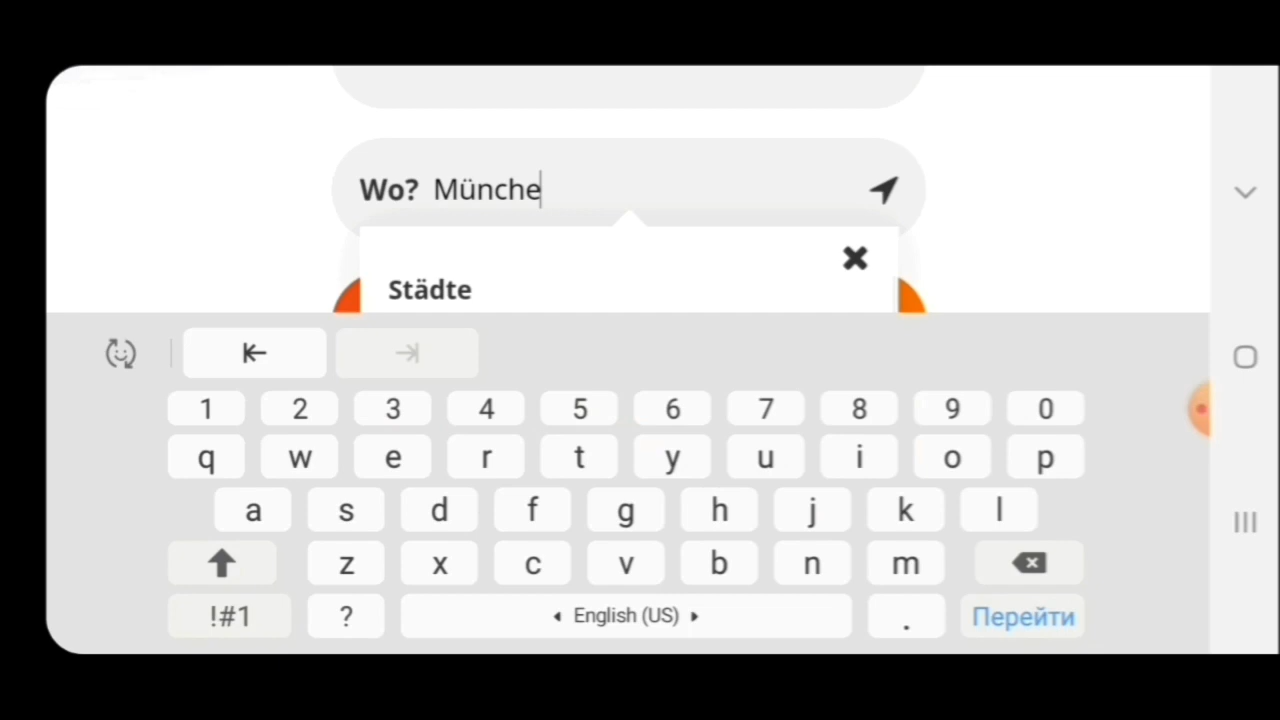 Wo? Münche
Städte
1 2 3 4 5 6 7 8 9 0
q w e r t y u i o p
a s d f g h j k l
z x c v b n m
!#1 ? English (US) . Перейти